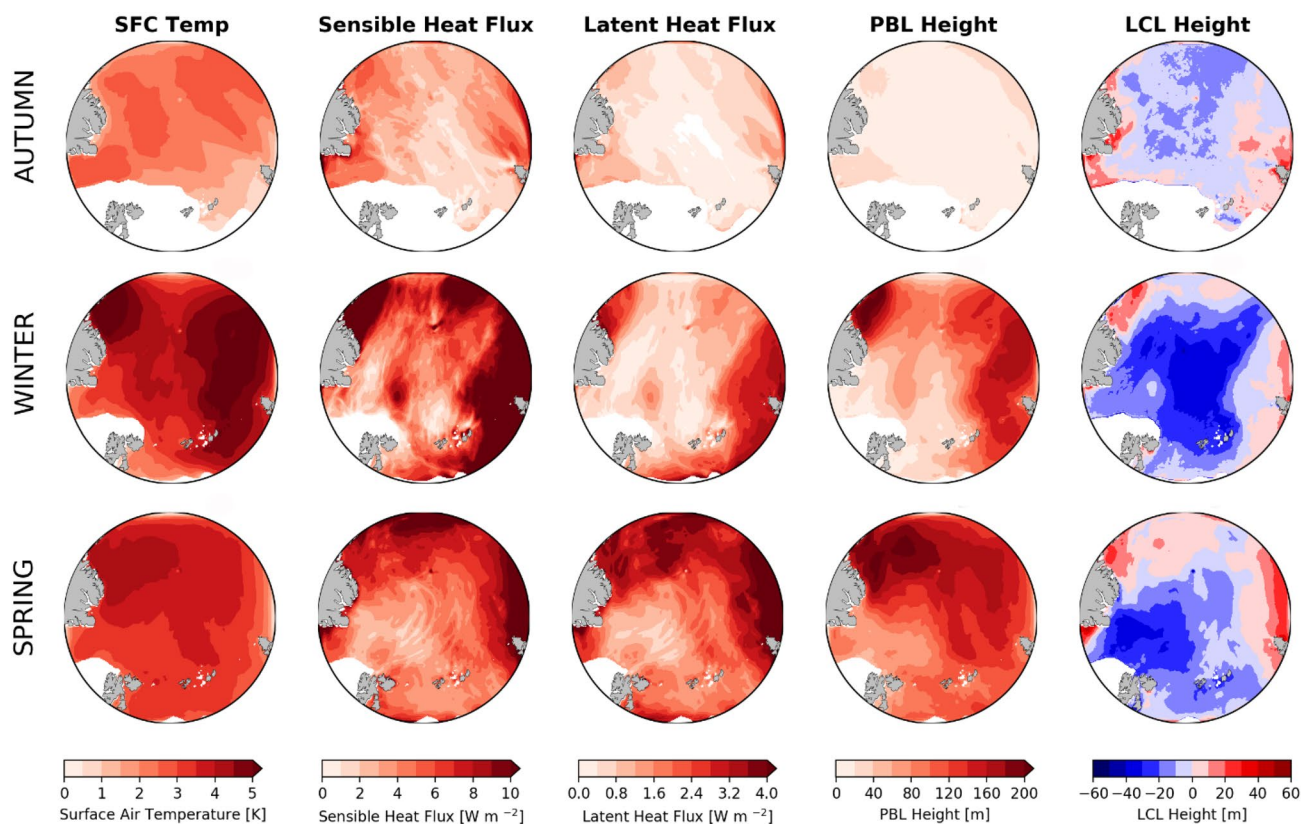 SFC Temp Sensible Heat Flux Latent Heat Flux PBL Height LCL Height
AUTUMN
WINTER
SPRING
0 1 2 3 4 5 0 2 4 6 8 10 0.0 0.8 1.6 2.4 3.2 4.0 0 40 80 120 160 200 −60 −40 −20 0 20 40 60
Surface Air Temperature [K] Sensible Heat Flux [W m ⁻²] Latent Heat Flux [W m ⁻²] PBL Height [m] LCL Height [m]